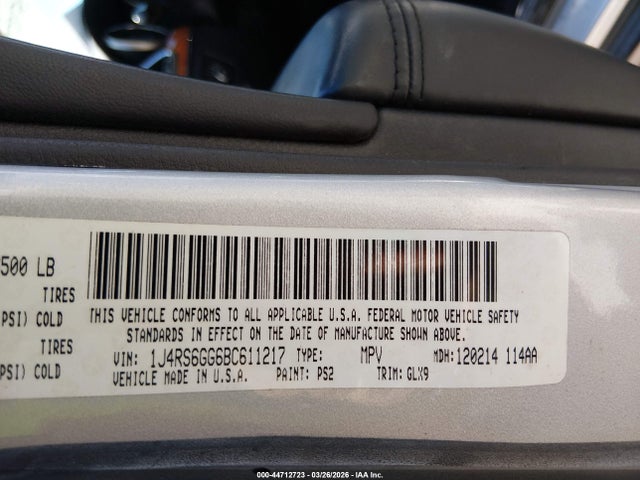 500 LB
TIRES
PSI) COLD
TIRES
PSI) COLD
THIS VEHICLE CONFORMS TO ALL APPLICABLE U.S.A. FEDERAL MOTOR VEHICLE SAFETY
STANDARDS IN EFFECT ON THE DATE OF MANUFACTURE SHOWN ABOVE.
VIN: 1J4RS6GG6BC611217 TYPE: MPV MDH:120214 114AA
VEHICLE MADE IN U.S.A. PAINT: PS2 TRIM: GLX9
000-44712723 - 03/26/2026 - IAA Inc.